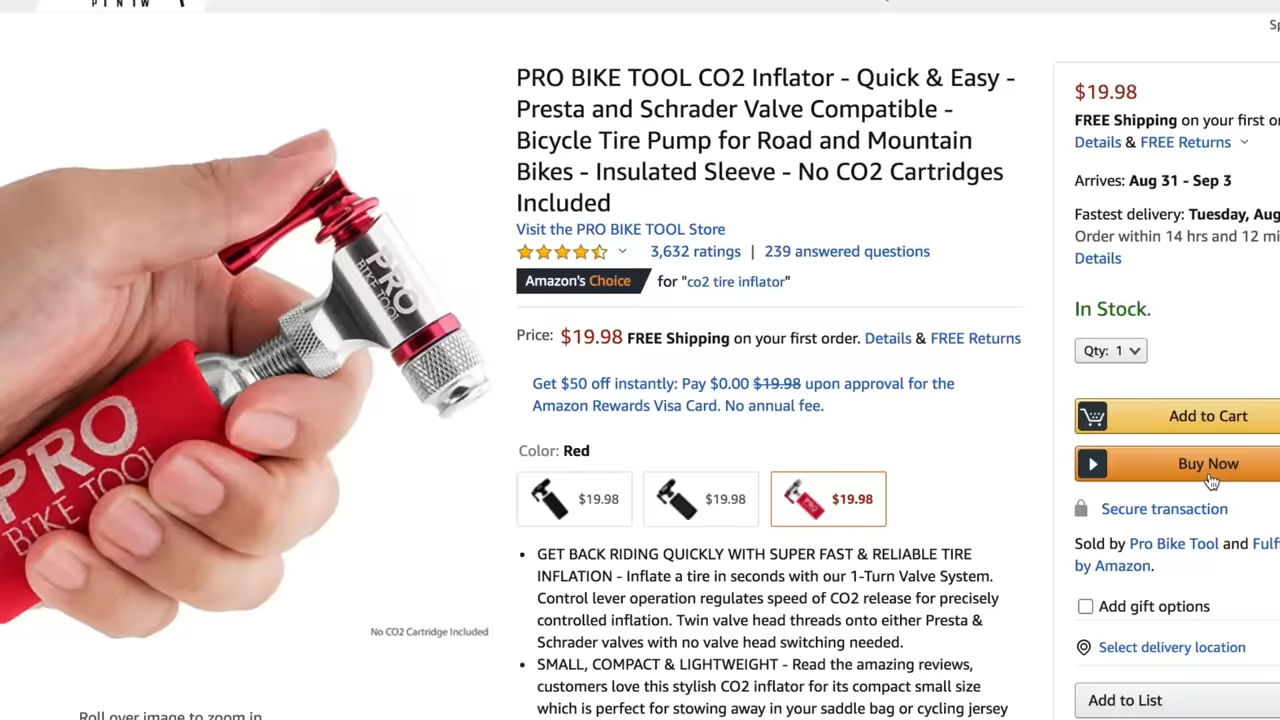 PRO
BIKE TOOL
PRO
BIKE TOOL
No CO2 Cartridge Included
Roll over image to zoom in
PRO BIKE TOOL CO2 Inflator - Quick & Easy -
Presta and Schrader Valve Compatible -
Bicycle Tire Pump for Road and Mountain
Bikes - Insulated Sleeve - No CO2 Cartridges
Included
Visit the PRO BIKE TOOL Store
3,632 ratings | 239 answered questions
Amazon's Choice for "co2 tire inflator"
Price: $19.98 FREE Shipping on your first order. Details & FREE Returns
Get $50 off instantly: Pay $0.00 $19.98 upon approval for the
Amazon Rewards Visa Card. No annual fee.
Color: Red
$19.98 $19.98 $19.98
• GET BACK RIDING QUICKLY WITH SUPER FAST & RELIABLE TIRE
INFLATION - Inflate a tire in seconds with our 1-Turn Valve System.
Control lever operation regulates speed of CO2 release for precisely
controlled inflation. Twin valve head threads onto either Presta &
Schrader valves with no valve head switching needed.
• SMALL, COMPACT & LIGHTWEIGHT - Read the amazing reviews,
customers love this stylish CO2 inflator for its compact small size
which is perfect for stowing away in your saddle bag or cycling jersey
$19.98
FREE Shipping on your first
Details & FREE Returns
Arrives: Aug 31 - Sep 3
Fastest delivery: Tuesday,
Order within 14 hrs and 12
Details
In Stock.
Qty: 1
Add to Cart
Buy Now
Secure transaction
Sold by Pro Bike Tool and
by Amazon.
Add gift options
Select delivery location
Add to List